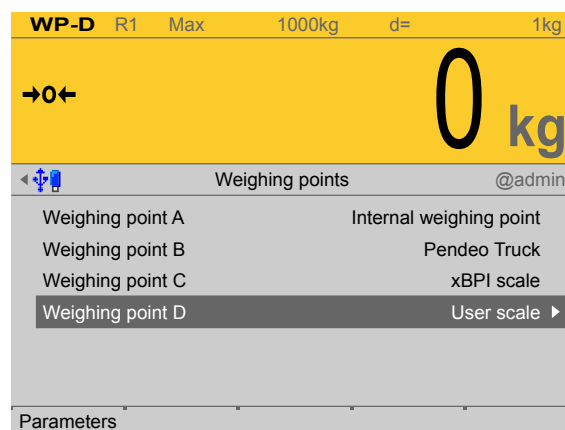 WP-D R1 Max 1000kg d= 1kg
→0← 0 kg
Weighing points @admin
Weighing point A Internal weighing point
Weighing point B Pendeo Truck
Weighing point C xBPI scale
Weighing point D User scale
Parameters